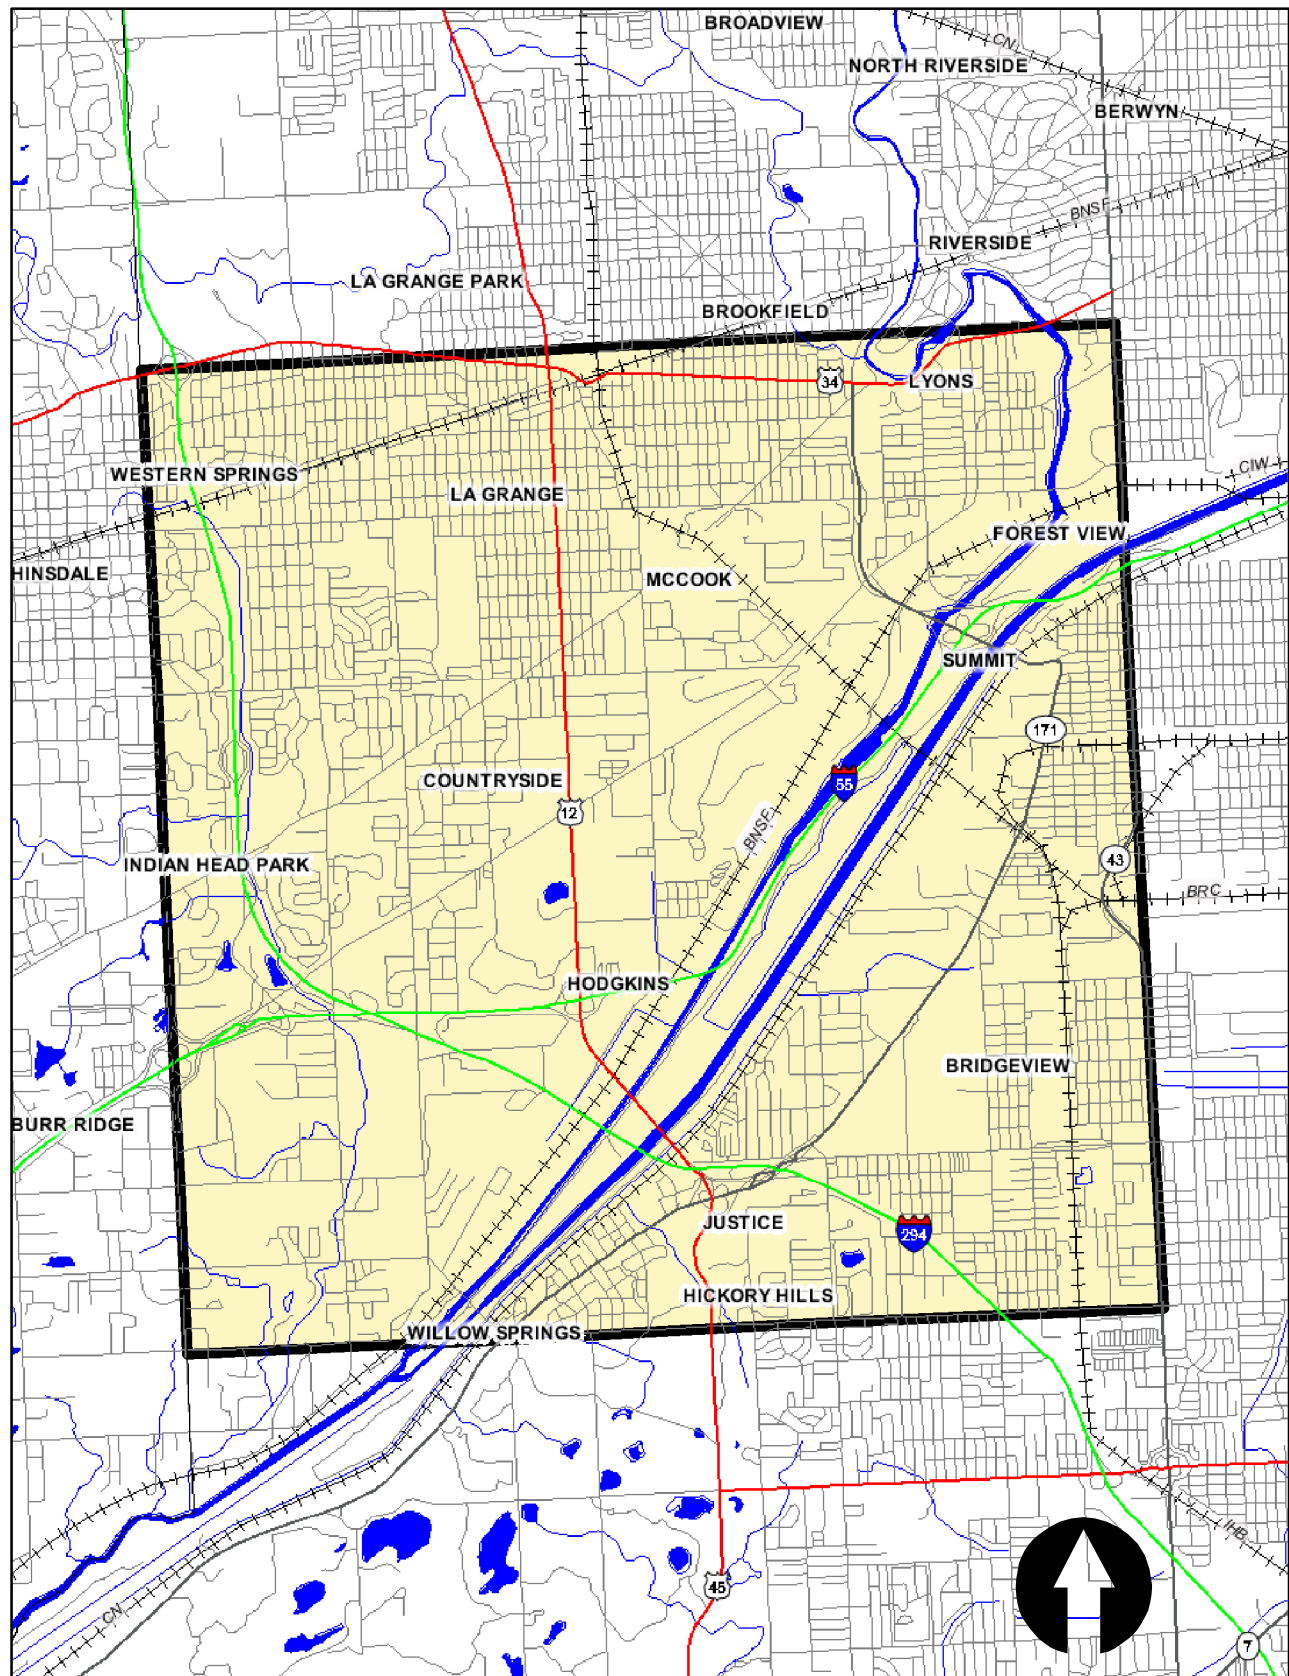 BROADVIEW
CN
NORTH RIVERSIDE
BERWYN
BNSF
RIVERSIDE
LA GRANGE PARK
BROOKFIELD
34
LYONS
WESTERN SPRINGS
CIW
LA GRANGE
FOREST VIEW
HINSDALE
MCCOOK
SUMMIT
171
COUNTRYSIDE
55
12
BNSF
43
INDIAN HEAD PARK
BRC
HODGKINS
BRIDGEVIEW
BURR RIDGE
JUSTICE
294
HICKORY HILLS
WILLOW SPRINGS
IHB
45
CN
7